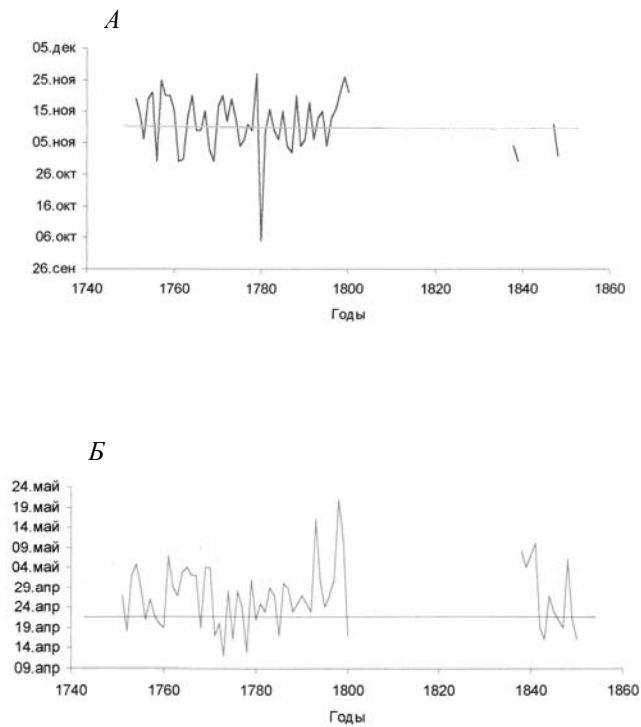 А
05.дек
25.ноя
15.ноя
05.ноя
26.окт
16.окт
06.окт
26.сен
1740 1760 1780 1800 1820 1840 1860
Годы
Б
24.май
19.май
14.май
09.май
04.май
29.апр
24.апр
19.апр
14.апр
09.апр
1740 1760 1780 1800 1820 1840 1860
Годы